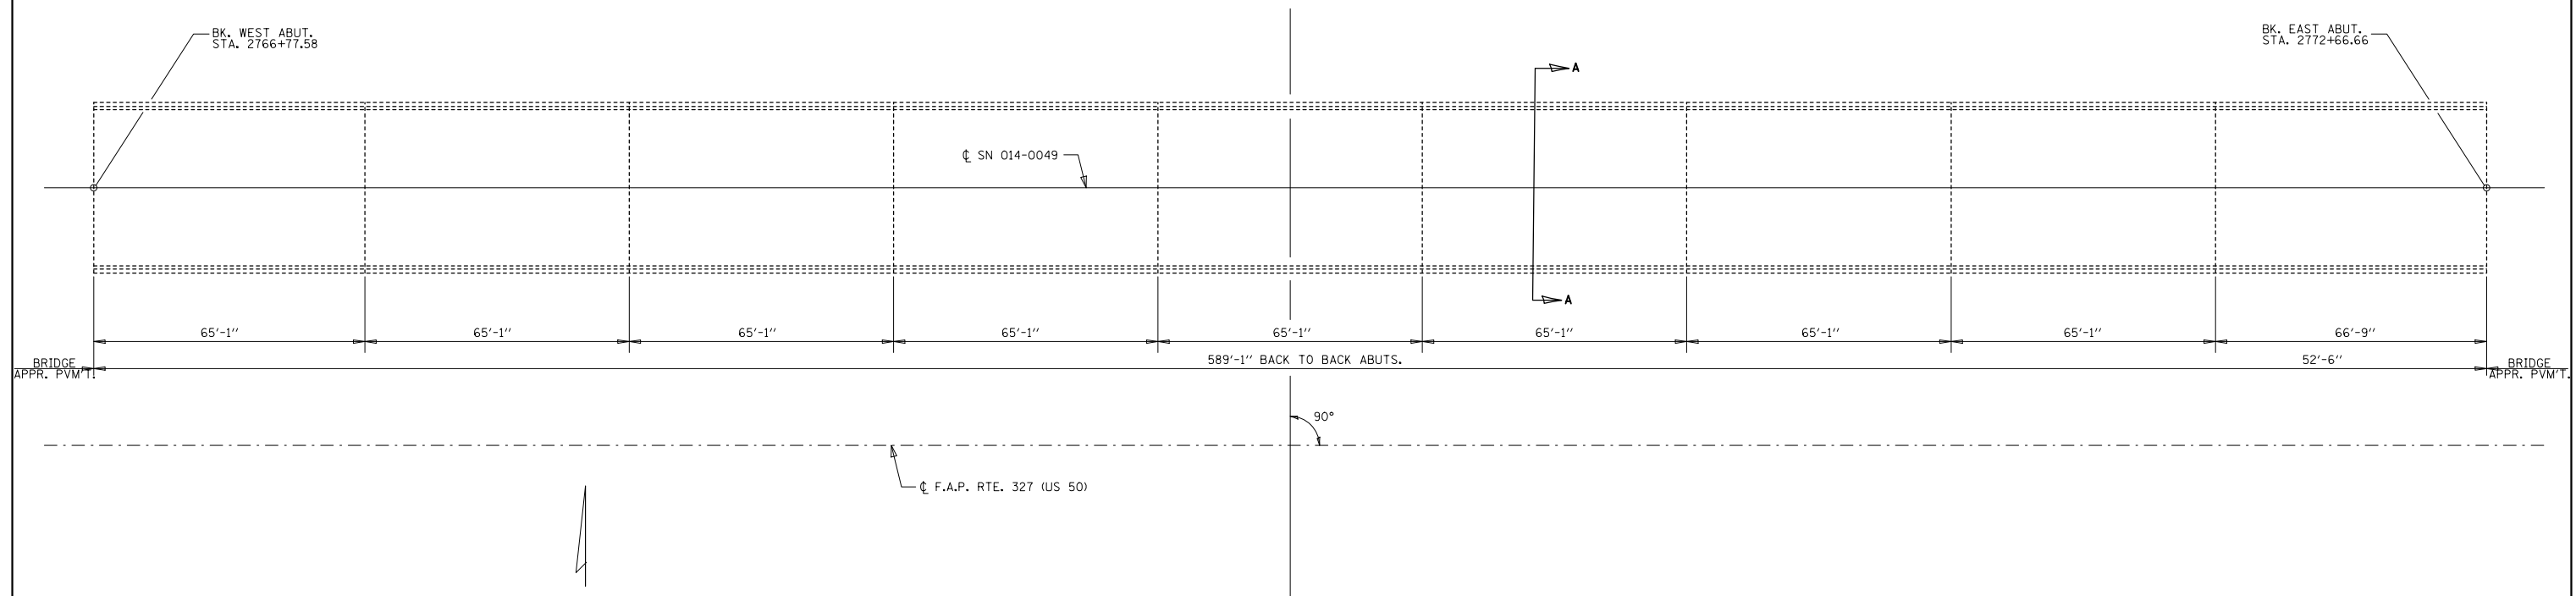 BK. WEST ABUT.
STA. 2766+77.58
BK. EAST ABUT.
STA. 2772+66.66
A
℄ SN 014-0049
A
65'-1"
65'-1"
65'-1"
65'-1"
65'-1"
65'-1"
65'-1"
65'-1"
66'-9"
BRIDGE
APPR. PVM'T.
589'-1" BACK TO BACK ABUTS.
52'-6"
BRIDGE
APPR. PVM'T.
90°
℄ F.A.P. RTE. 327 (US 50)